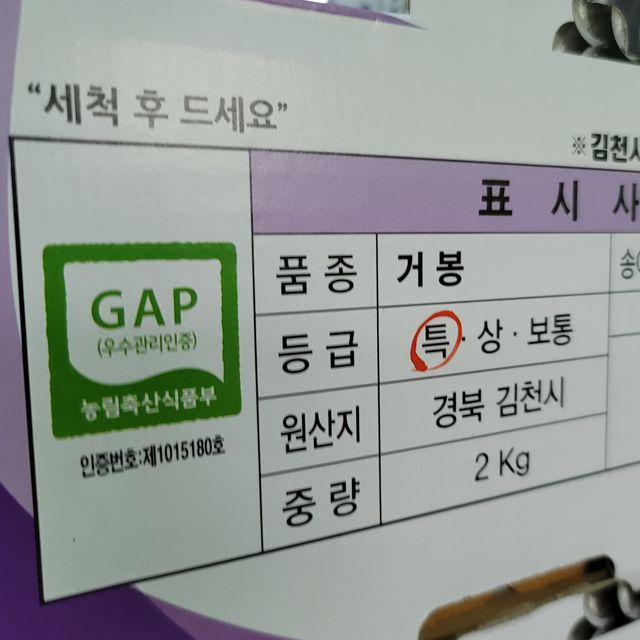 "세척 후 드세요"
※김천시
표 시 사
GAP
(우수관리인증)
농림축산식품부
인증번호:제1015180호
품 종 거 봉
송
등 급 특 · 상 · 보통
원산지 경북 김천시
중 량 2 Kg